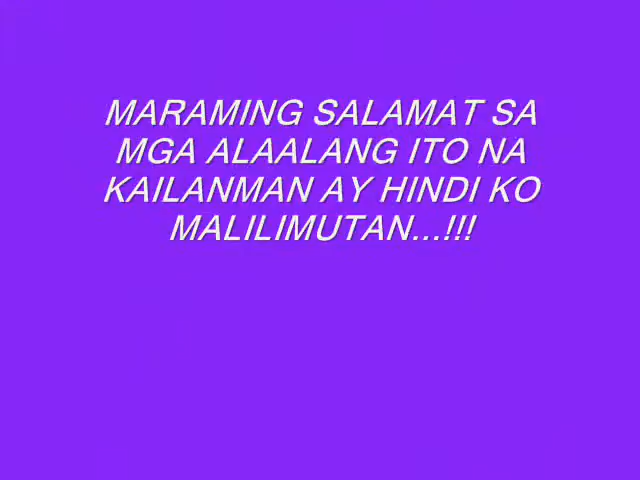 MARAMING SALAMAT SA
MGA ALAALANG ITO NA
KAILANMAN AY HINDI KO
MALILIMUTAN...!!!